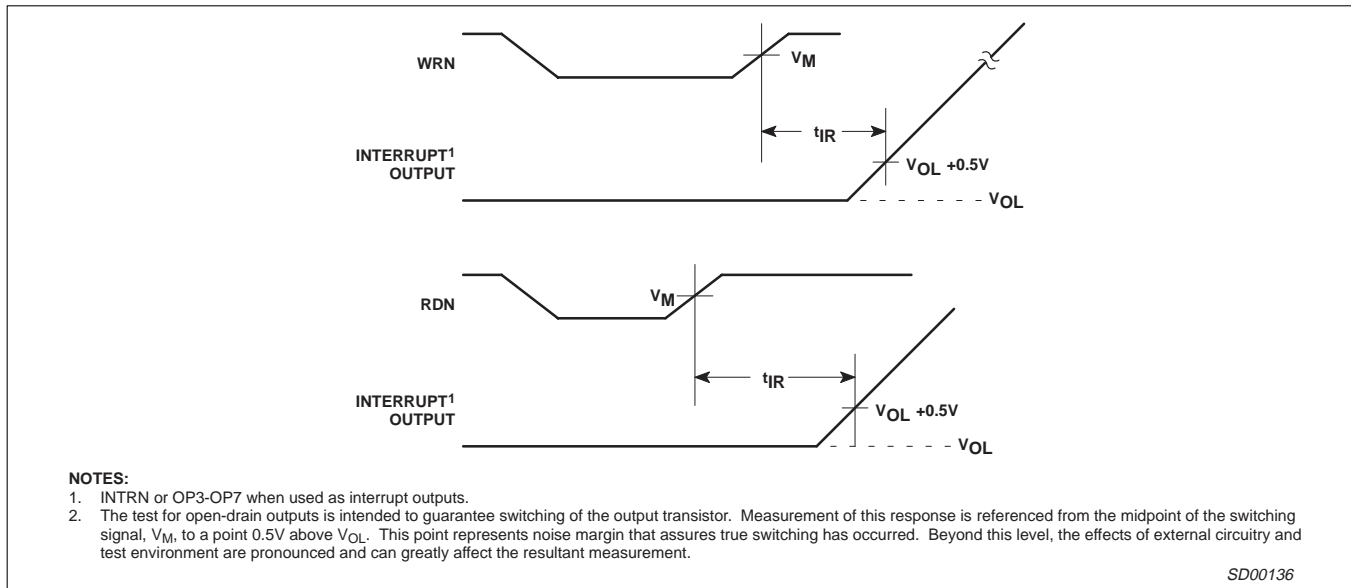 WRN
VM
tIR
INTERRUPT1
OUTPUT
VOL +0.5V
VOL
RDN
VM
tIR
INTERRUPT1
OUTPUT
VOL +0.5V
VOL
NOTES:
1. INTRN or OP3-OP7 when used as interrupt outputs.
2. The test for open-drain outputs is intended to guarantee switching of the output transistor. Measurement of this response is referenced from the midpoint of the switching
signal, VM, to a point 0.5V above VOL. This point represents noise margin that assures true switching has occurred. Beyond this level, the effects of external circuitry and
test environment are pronounced and can greatly affect the resultant measurement.
SD00136